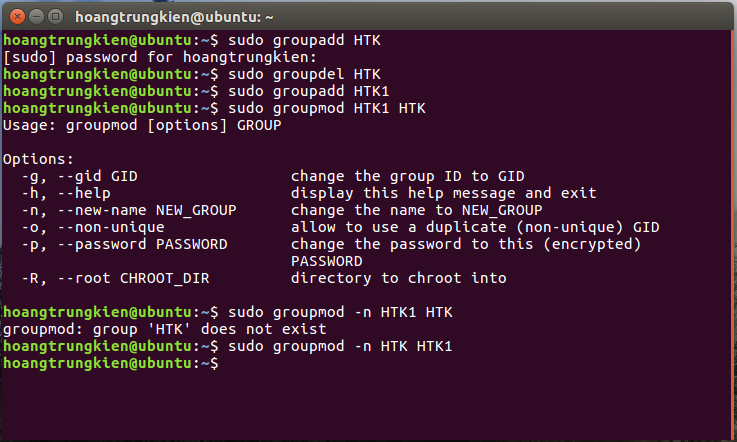 hoangtrungkien@ubuntu: ~
hoangtrungkien@ubuntu:~$ sudo groupadd HTK
[sudo] password for hoangtrungkien:
hoangtrungkien@ubuntu:~$ sudo groupdel HTK
hoangtrungkien@ubuntu:~$ sudo groupadd HTK1
hoangtrungkien@ubuntu:~$ sudo groupmod HTK1 HTK
Usage: groupmod [options] GROUP

Options:
  -g, --gid GID                 change the group ID to GID
  -h, --help                    display this help message and exit
  -n, --new-name NEW_GROUP      change the name to NEW_GROUP
  -o, --non-unique              allow to use a duplicate (non-unique) GID
  -p, --password PASSWORD       change the password to this (encrypted)
                                PASSWORD
  -R, --root CHROOT_DIR         directory to chroot into

hoangtrungkien@ubuntu:~$ sudo groupmod -n HTK1 HTK
groupmod: group 'HTK' does not exist
hoangtrungkien@ubuntu:~$ sudo groupmod -n HTK HTK1
hoangtrungkien@ubuntu:~$